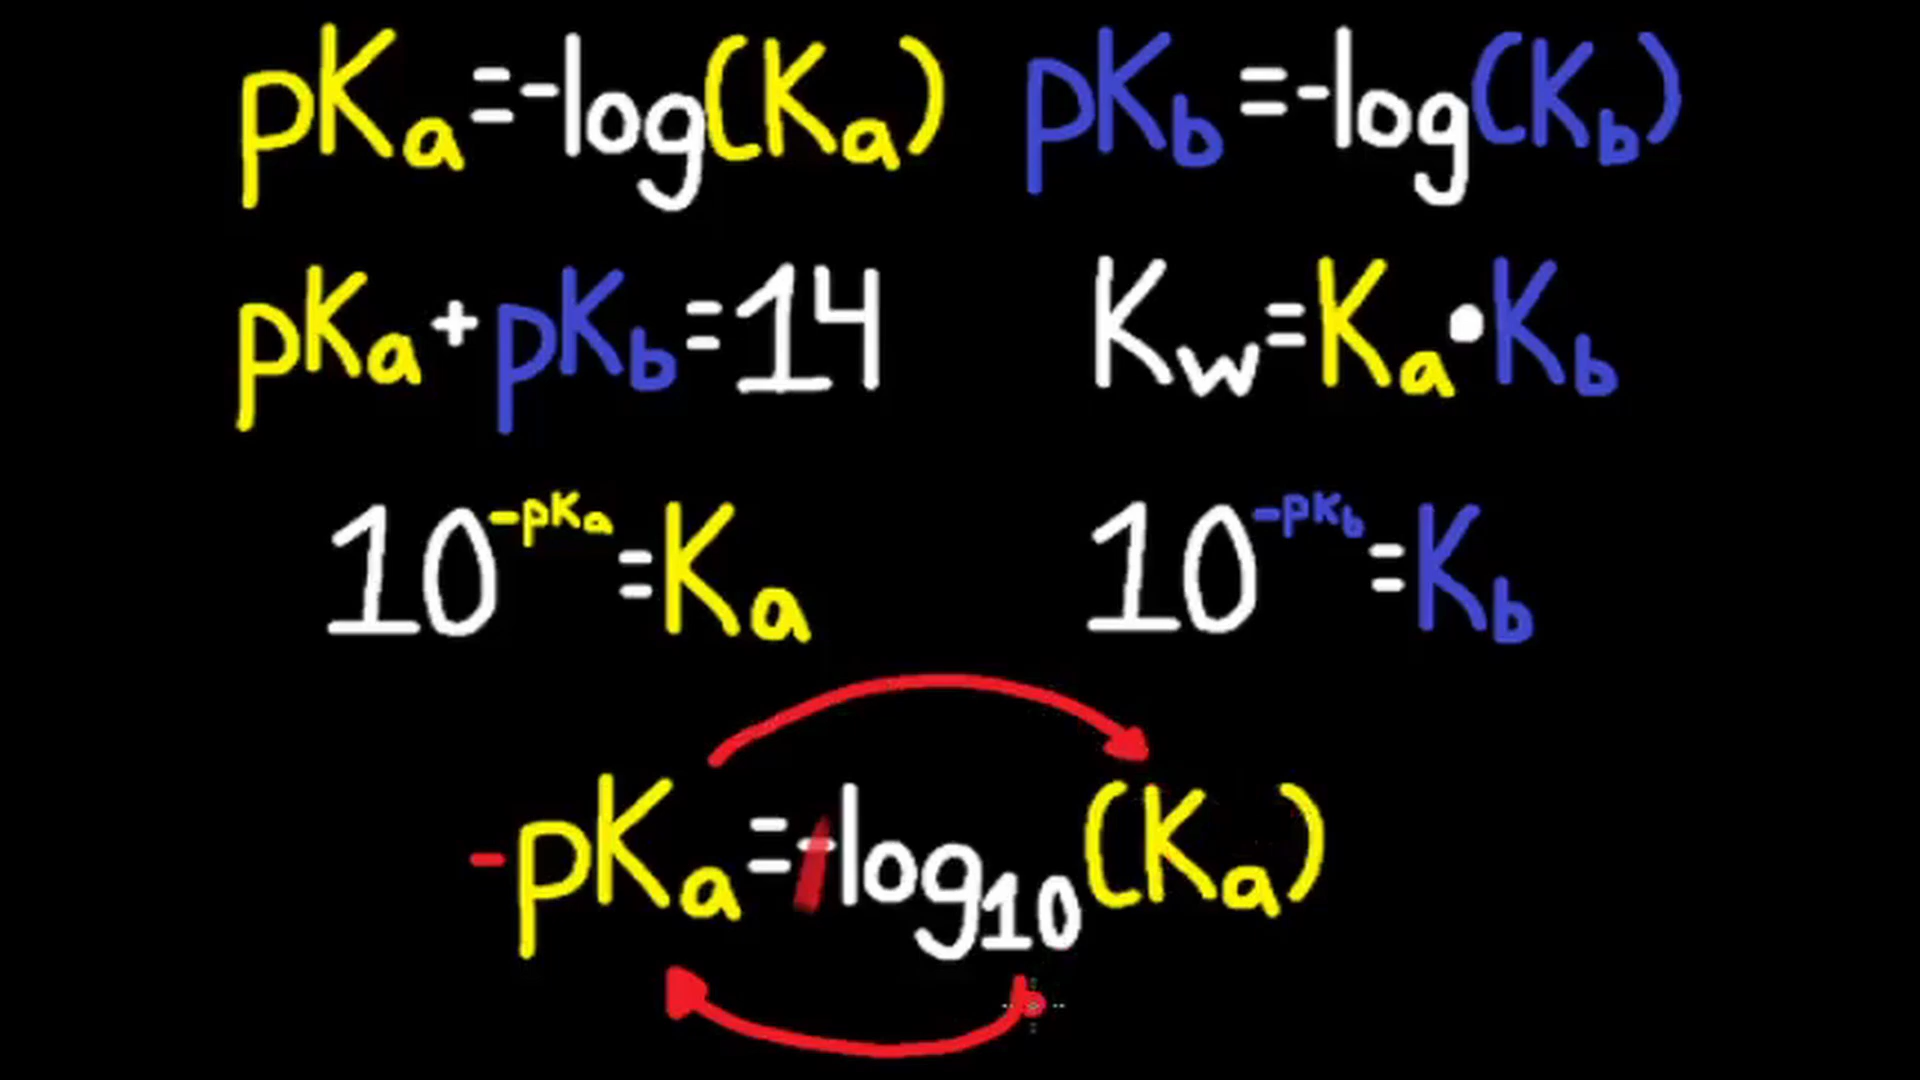 pKa=-log(Ka) pKb=-log(Kb)
pKa+pKb=14 Kw=Ka•Kb
10^-pKa=Ka 10^-pKb=Kb
-pKa=-log10(Ka)